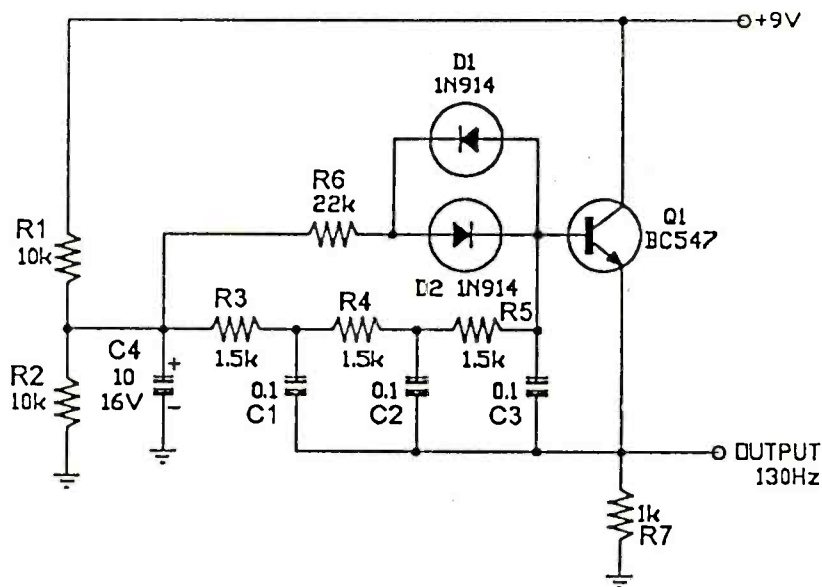 +9V
D1
1N914
R6
22k
R1
10k
Q1
BC547
D2 1N914
R3
R4
R5
1.5k
1.5k
1.5k
C4
+
10
16V
-
R2
10k
0.1
C1
0.1
C2
0.1
C3
OUTPUT
130Hz
1k
R7